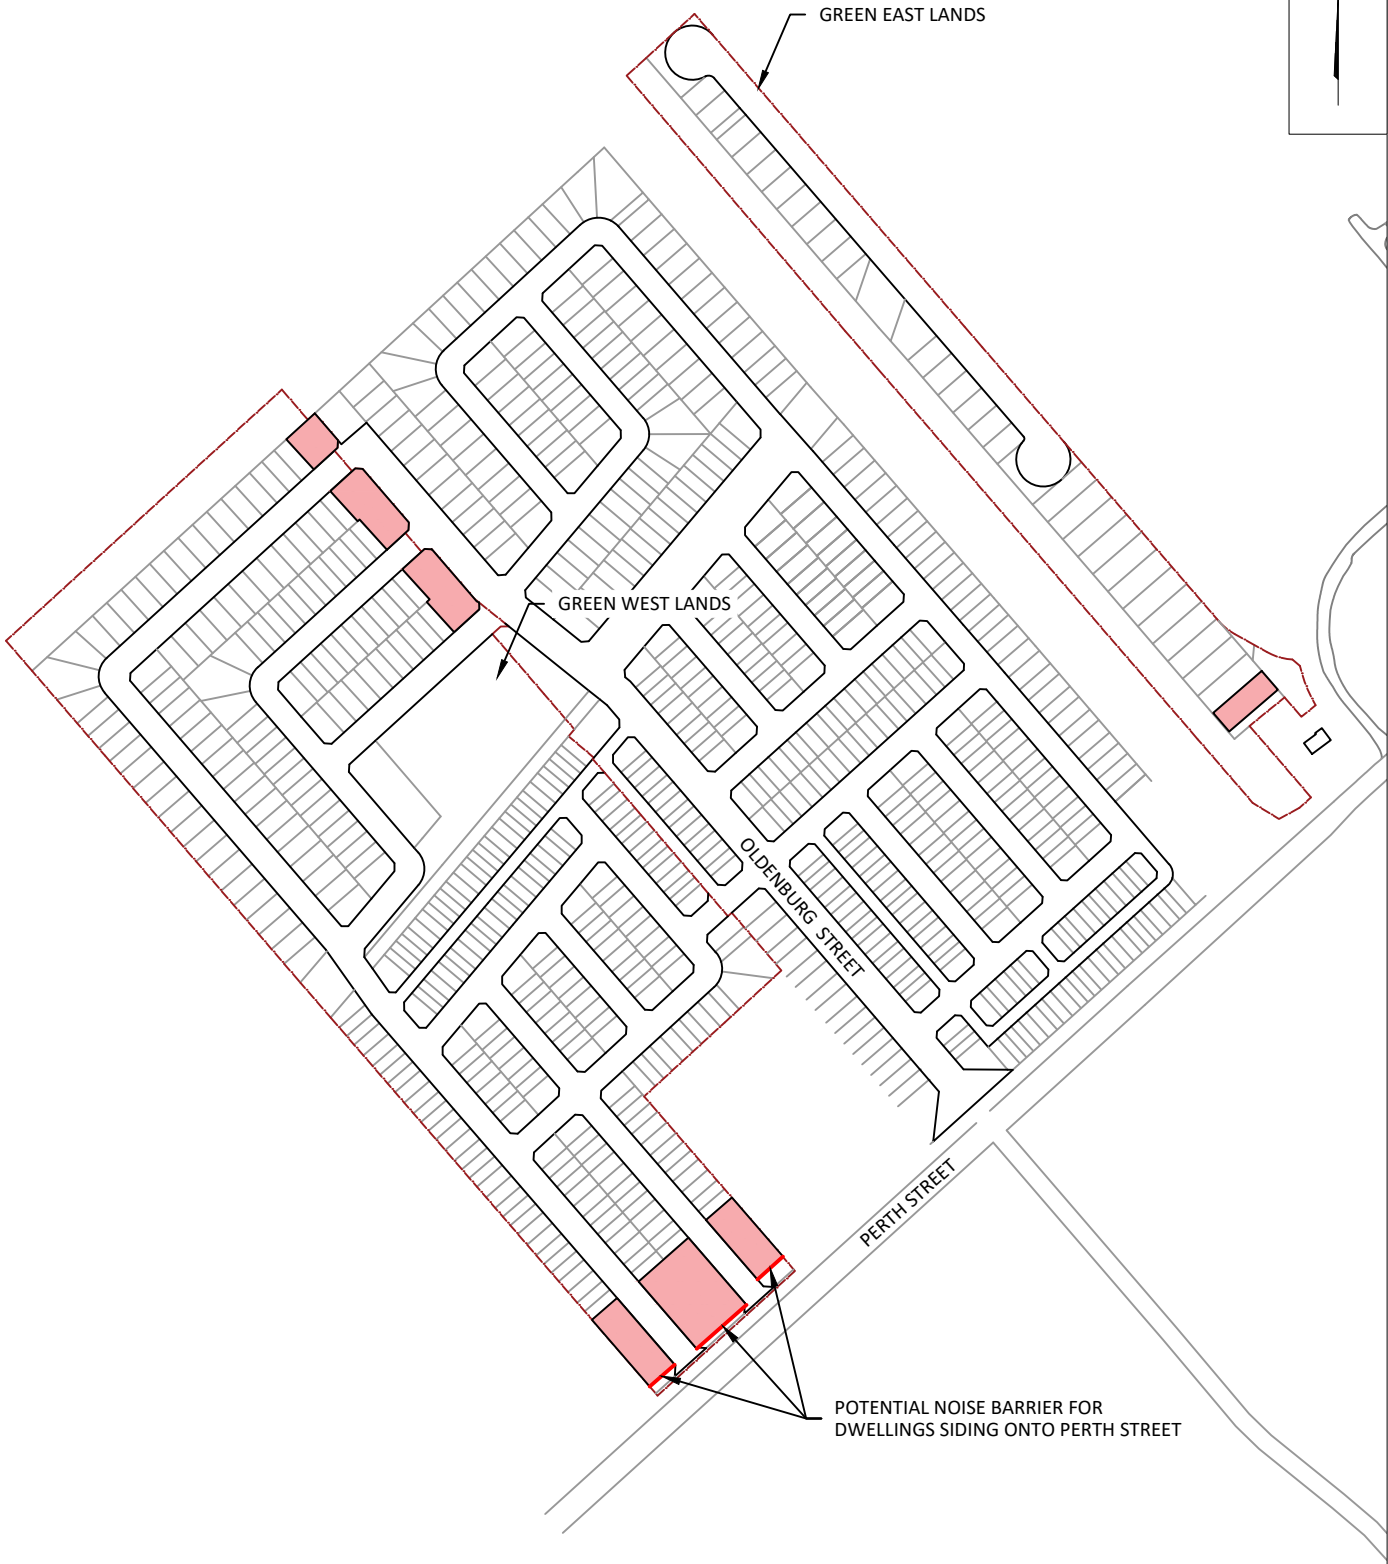 GREEN EAST LANDS
GREEN WEST LANDS
OLDENBURG STREET
PERTH STREET
POTENTIAL NOISE BARRIER FOR
DWELLINGS SIDING ONTO PERTH STREET